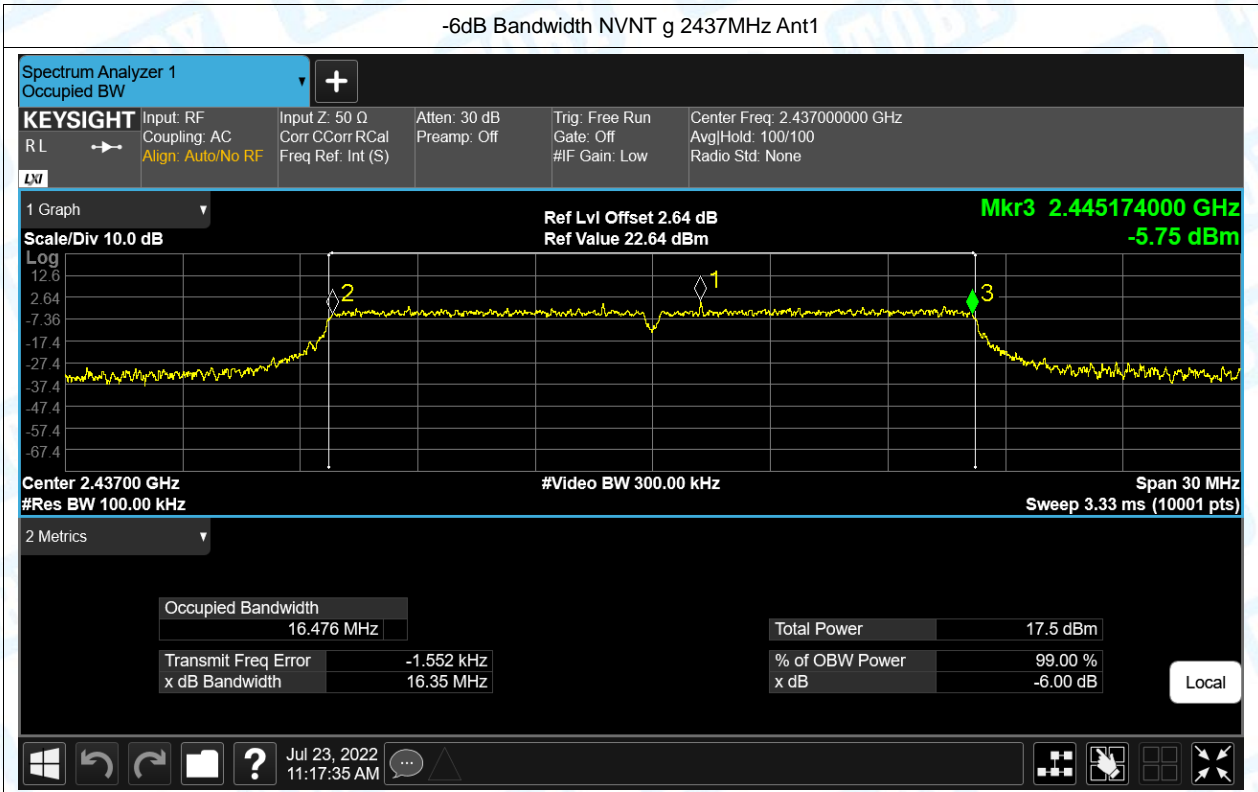 -6dB Bandwidth NVNT g 2437MHz Ant1
Spectrum Analyzer 1
Occupied BW
KEYSIGHT
R L
LXI
Input: RF
Coupling: AC
Align: Auto/No RF
Input Z: 50 Ω
Corr CCorr RCal
Freq Ref: Int (S)
Atten: 30 dB
Preamp: Off
Trig: Free Run
Gate: Off
#IF Gain: Low
Center Freq: 2.437000000 GHz
Avg|Hold: 100/100
Radio Std: None
1 Graph
Scale/Div 10.0 dB
Ref Lvl Offset 2.64 dB
Ref Value 22.64 dBm
Mkr3 2.445174000 GHz
-5.75 dBm
Log
12.6
2.64
-7.36
-17.4
-27.4
-37.4
-47.4
-57.4
-67.4
2
1
3
Center 2.43700 GHz
#Res BW 100.00 kHz
#Video BW 300.00 kHz
Span 30 MHz
Sweep 3.33 ms (10001 pts)
2 Metrics
Occupied Bandwidth
16.476 MHz
Transmit Freq Error -1.552 kHz
x dB Bandwidth 16.35 MHz
Total Power 17.5 dBm
% of OBW Power 99.00 %
x dB -6.00 dB
Local
Jul 23, 2022
11:17:35 AM